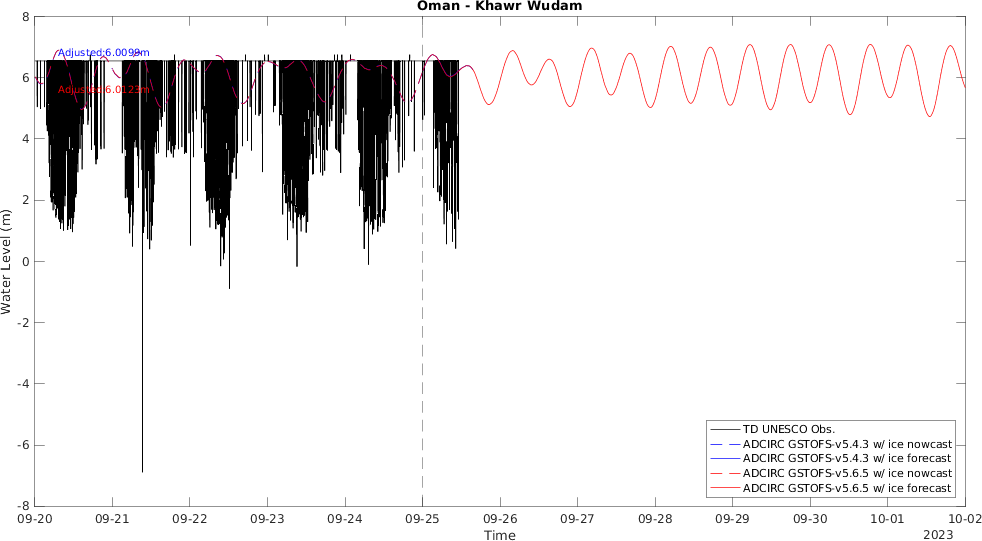 Oman - Khawr Wudam
Adjusted:6.0099m
Adjusted:6.0123m
Water Level (m)
8
6
4
2
0
-2
-4
-6
-8
TD UNESCO Obs.
ADCIRC GSTOFS-v5.4.3 w/ ice nowcast
ADCIRC GSTOFS-v5.4.3 w/ ice forecast
ADCIRC GSTOFS-v5.6.5 w/ ice nowcast
ADCIRC GSTOFS-v5.6.5 w/ ice forecast
09-20 09-21 09-22 09-23 09-24 09-25 09-26 09-27 09-28 09-29 09-30 10-01 10-02
Time
2023